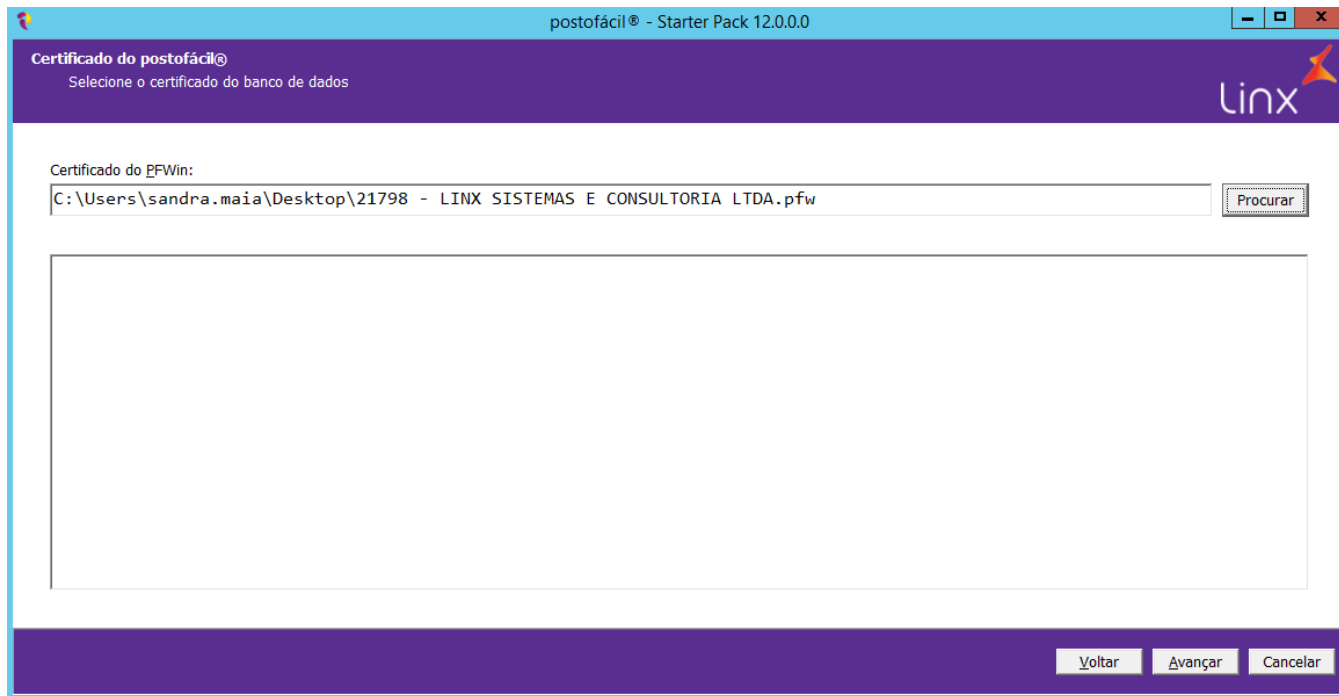 postofácil® - Starter Pack 12.0.0.0
Certificado do postofácil®
Selecione o certificado do banco de dados
Linx
Certificado do PFWin:
C:\Users\sandra.maia\Desktop\21798 - LINX SISTEMAS E CONSULTORIA LTDA.pfw
Procurar
Voltar Avançar Cancelar